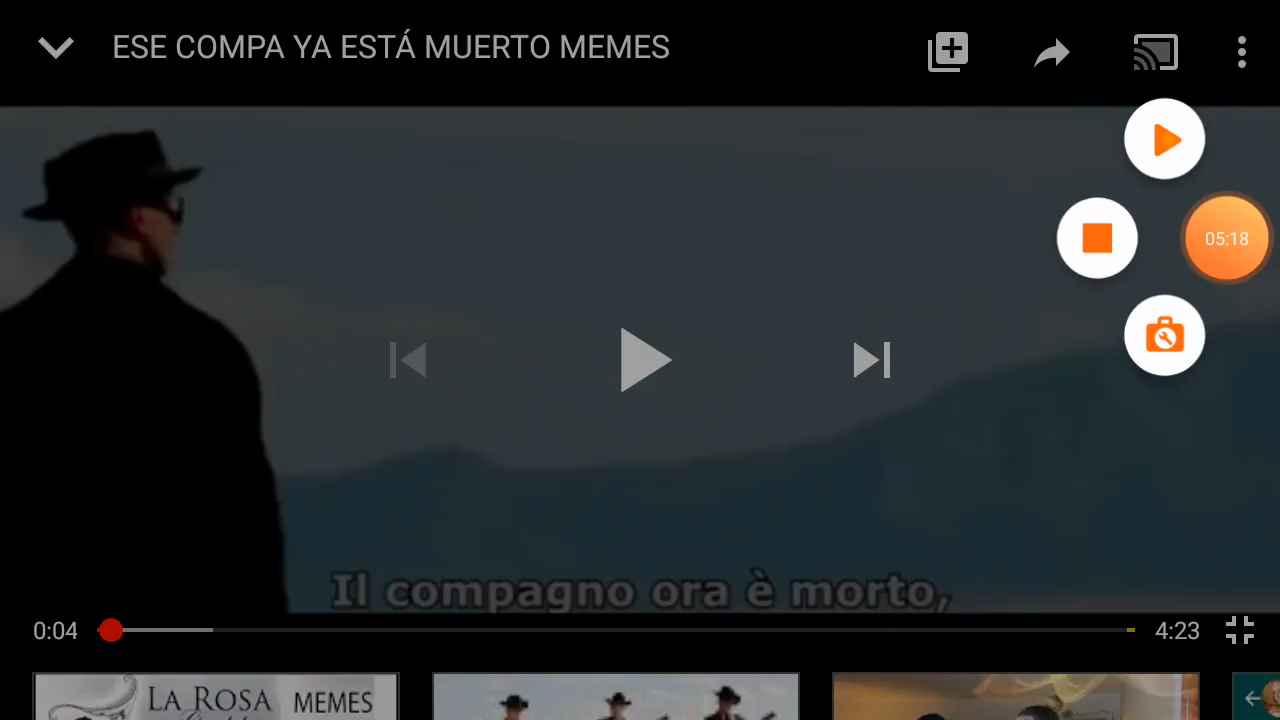 ESE COMPA YA ESTÁ MUERTO MEMES
05:18
Il compagno ora è morto,
0:04
4:23
LA ROSA MEMES